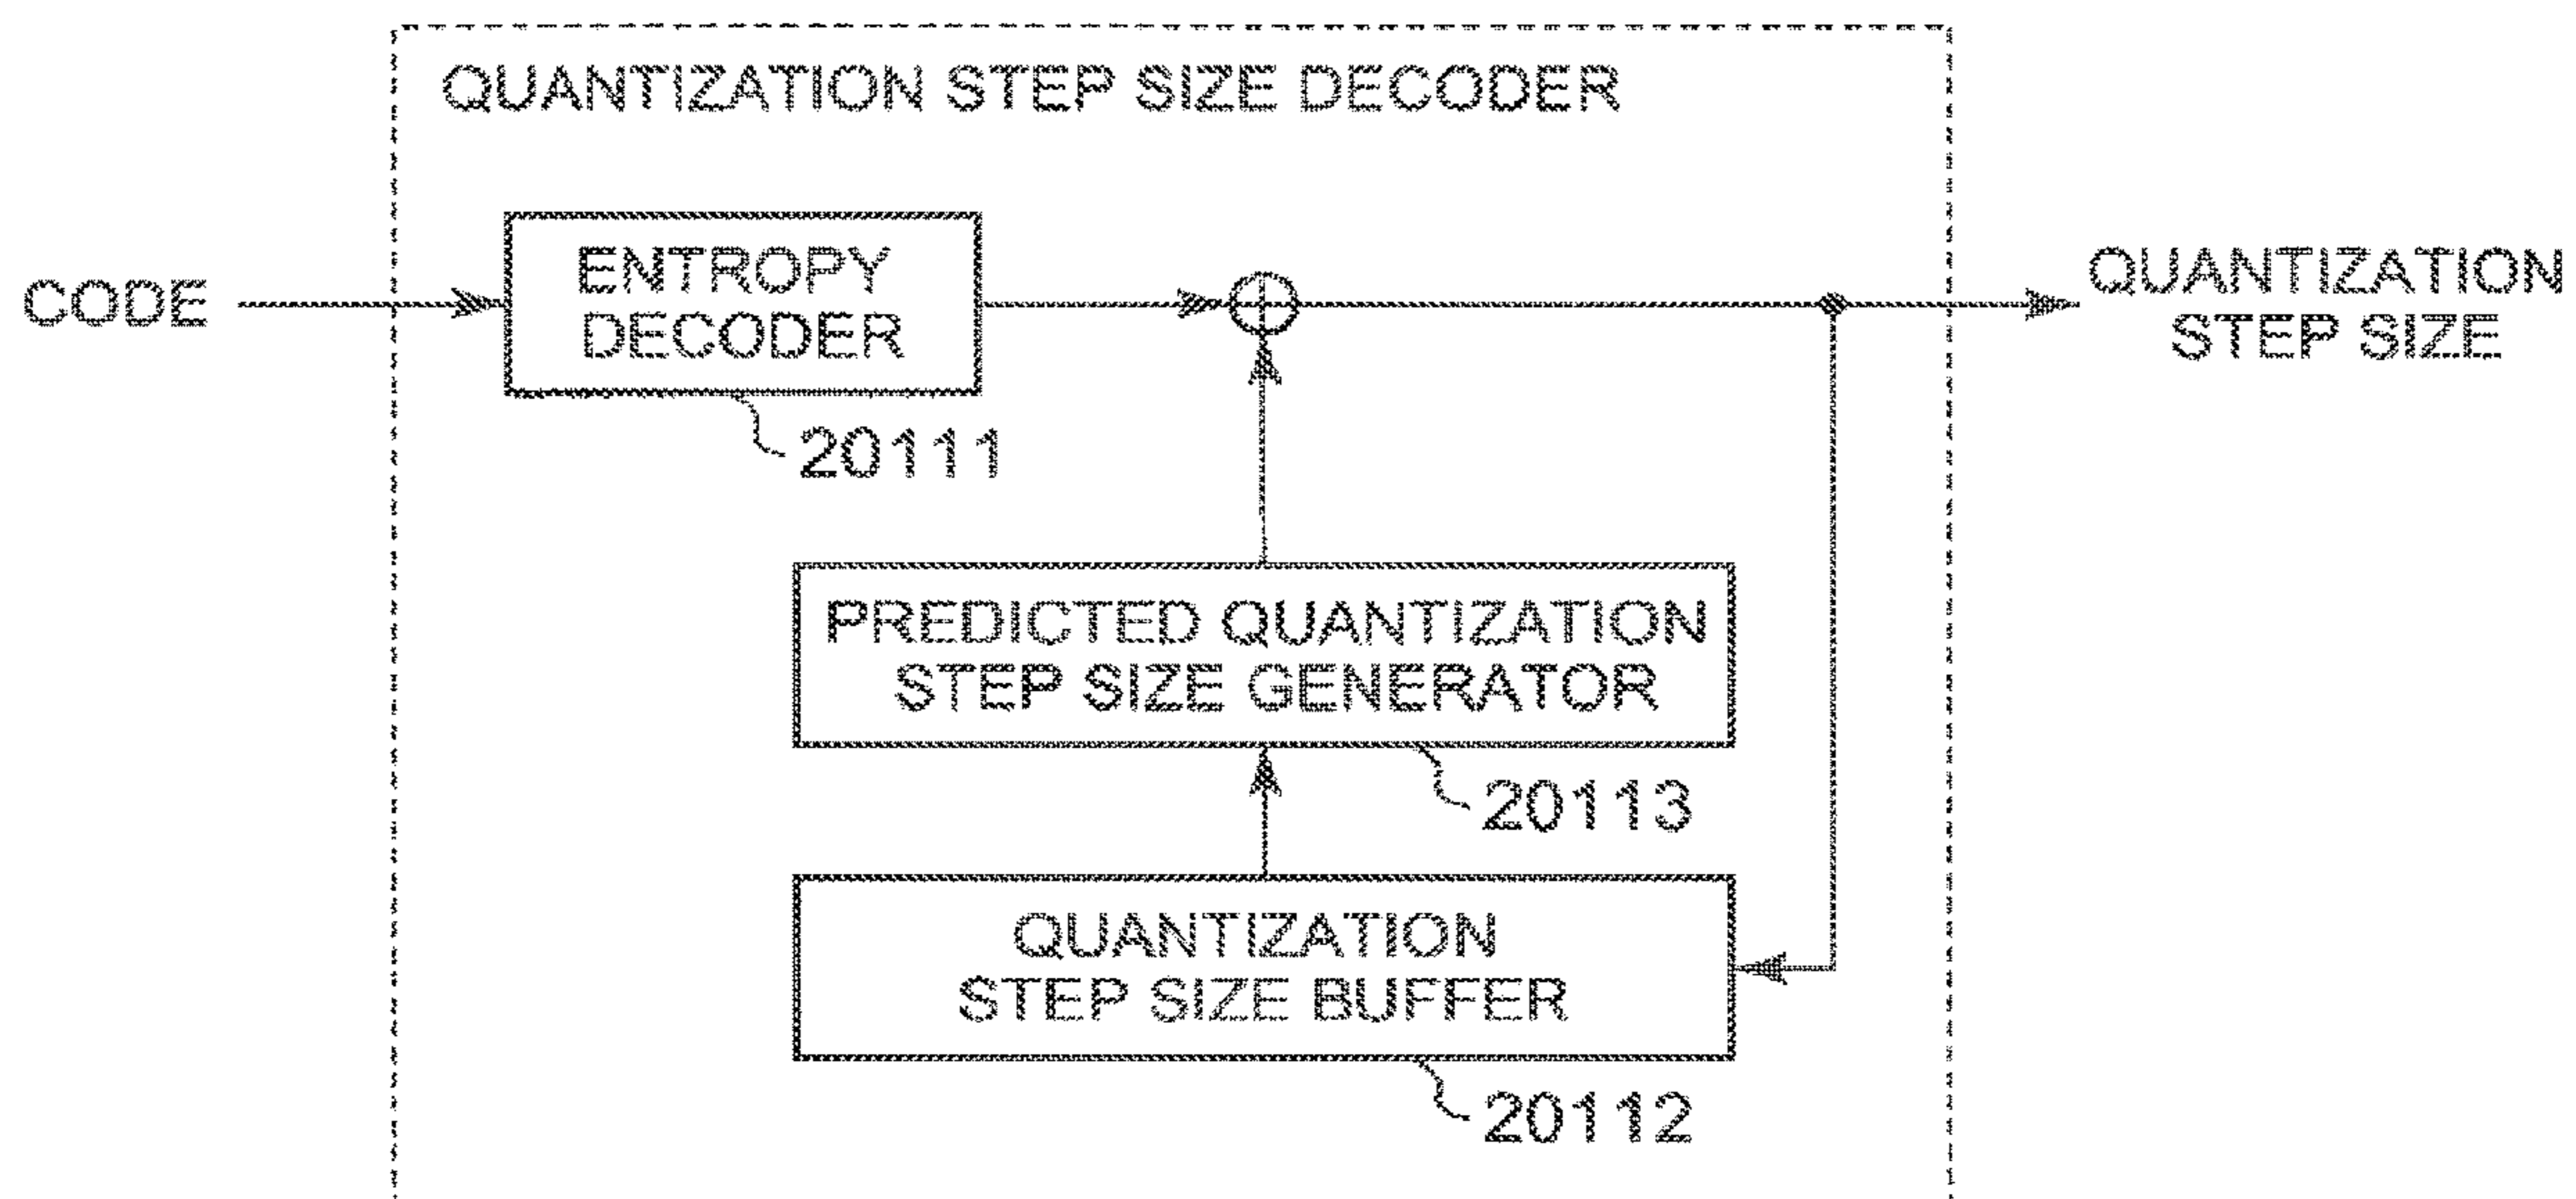 QUANTIZATION STEP SIZE DECODER
CODE
ENTROPY
DECODER
20111
QUANTIZATION
STEP SIZE
PREDICTED QUANTIZATION
STEP SIZE GENERATOR
20113
QUANTIZATION
STEP SIZE BUFFER
20112